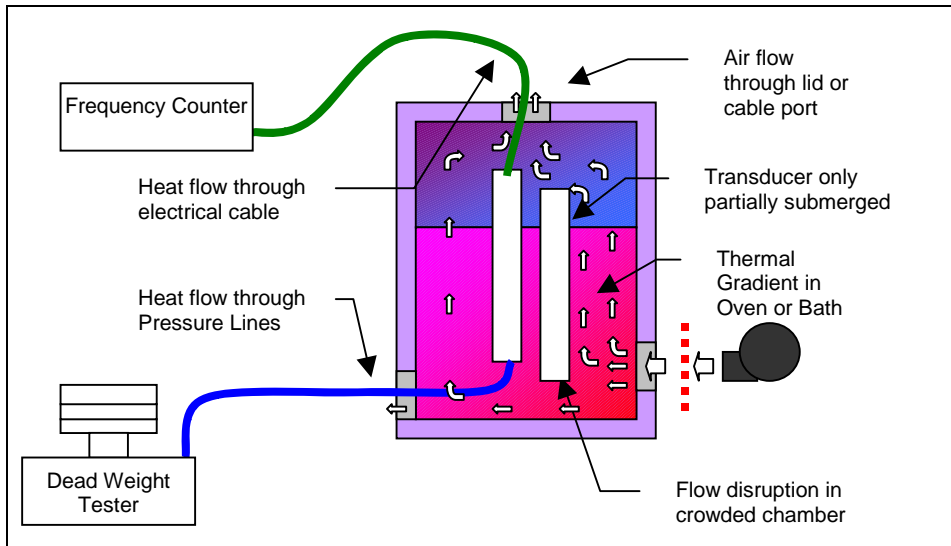 Frequency Counter
Air flow
through lid or
cable port
Heat flow through
electrical cable
Transducer only
partially submerged
Thermal
Gradient in
Oven or Bath
Heat flow through
Pressure Lines
Dead Weight
Tester
Flow disruption in
crowded chamber